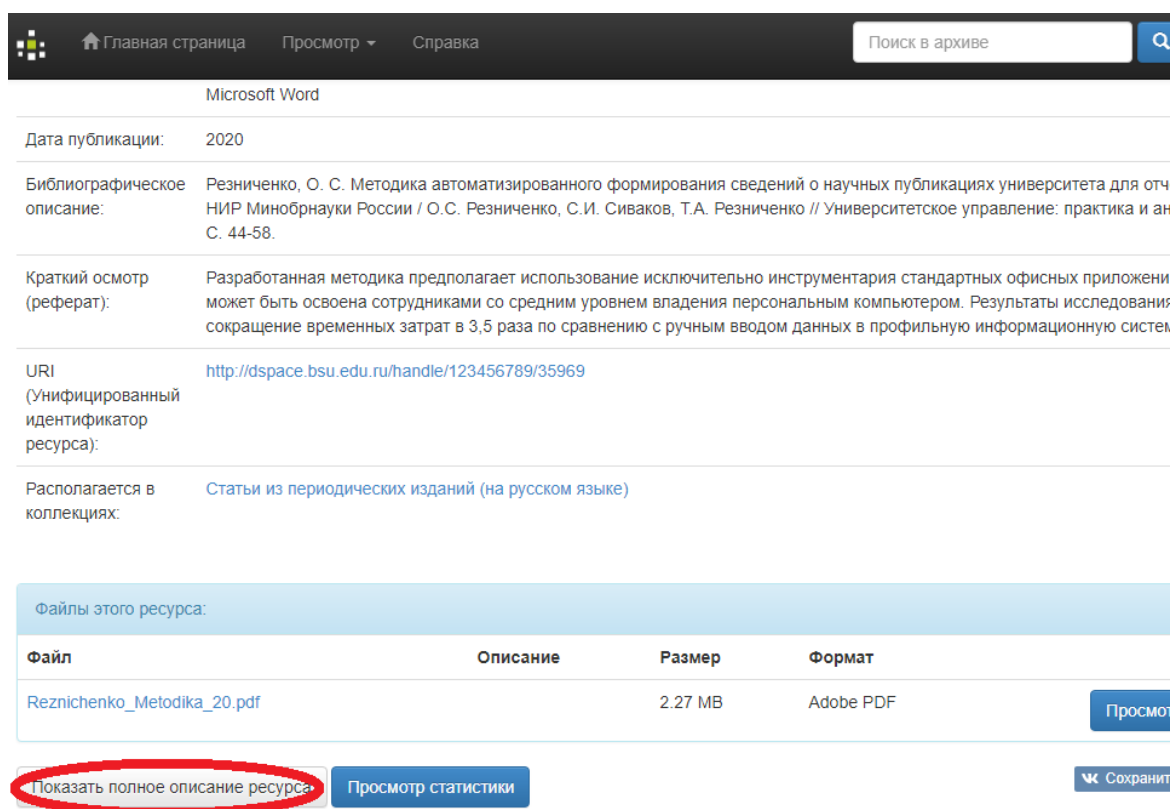 Главная страница Просмотр Справка Поиск в архиве
Microsoft Word
Дата публикации: 2020
Библиографическое Резниченко, О. С. Методика автоматизированного формирования сведений о научных публикациях университета для отч
описание: НИР Минобрнауки России / О.С. Резниченко, С.И. Сиваков, Т.А. Резниченко // Университетское управление: практика и ан
С. 44-58.
Краткий осмотр Разработанная методика предполагает использование исключительно инструментария стандартных офисных приложени
(реферат): может быть освоена сотрудниками со средним уровнем владения персональным компьютером. Результаты исследования
сокращение временных затрат в 3,5 раза по сравнению с ручным вводом данных в профильную информационную систем
URI http://dspace.bsu.edu.ru/handle/123456789/35969
(Унифицированный
идентификатор
ресурса):
Располагается в Статьи из периодических изданий (на русском языке)
коллекциях:
Файлы этого ресурса:
Файл Описание Размер Формат
Reznichenko_Metodika_20.pdf 2.27 MB Adobe PDF Просмот
Показать полное описание ресурса Просмотр статистики Сохранит